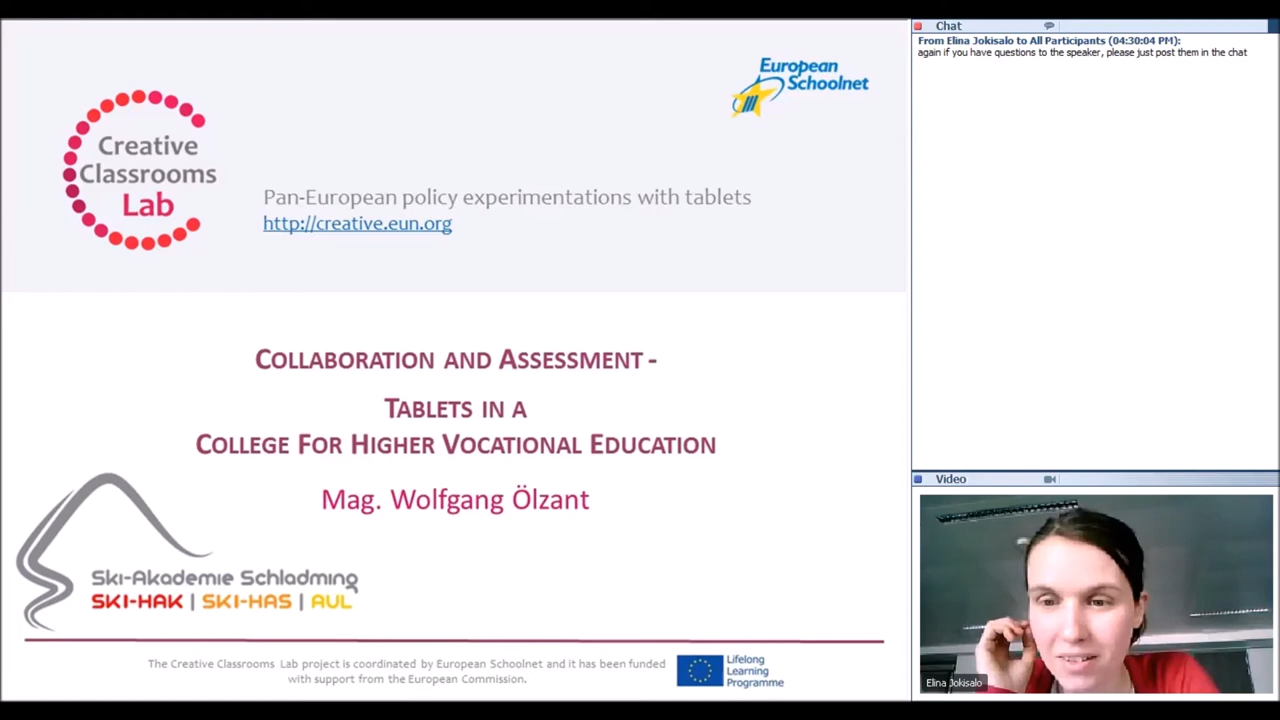 European
Schoolnet
Creative
Classrooms
Lab
Pan-European policy experimentations with tablets
http://creative.eun.org
COLLABORATION AND ASSESSMENT -
TABLETS IN A
COLLEGE FOR HIGHER VOCATIONAL EDUCATION
Mag. Wolfgang Ölzant
Ski-Akademie Schladming
SKI-HAK | SKI-HAS | AUL
The Creative Classrooms Lab project is coordinated by European Schoolnet and it has been funded
with support from the European Commission.
Lifelong
Learning
Programme
Chat
From Elina Jokisalo to All Participants (04:30:04 PM):
again if you have questions to the speaker, please just post them in the chat
Video
Elina Jokisalo